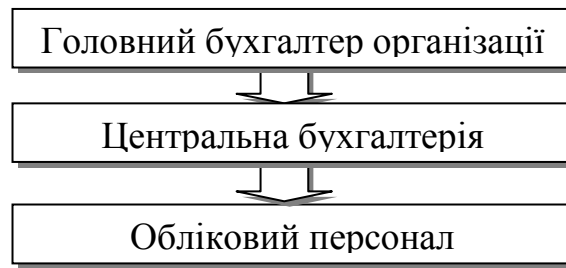 Головний бухгалтер організації
Центральна бухгалтерія
Обліковий персонал